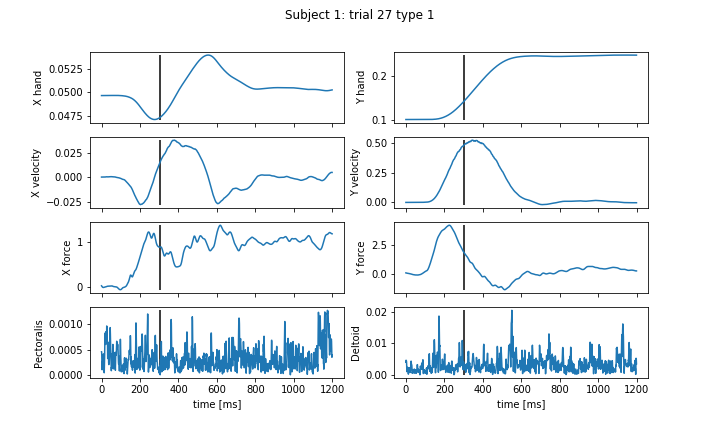 Subject 1: trial 27 type 1
X hand
0.0525
0.0500
0.0475
Y hand
0.2
0.1
X velocity
0.025
0.000
−0.025
Y velocity
0.50
0.25
0.00
X force
1
0
Y force
2.5
0.0
Pectoralis
0.0010
0.0005
0.0000
0 200 400 600 800 1000 1200
time [ms]
Deltoid
0.02
0.01
0.00
0 200 400 600 800 1000 1200
time [ms]